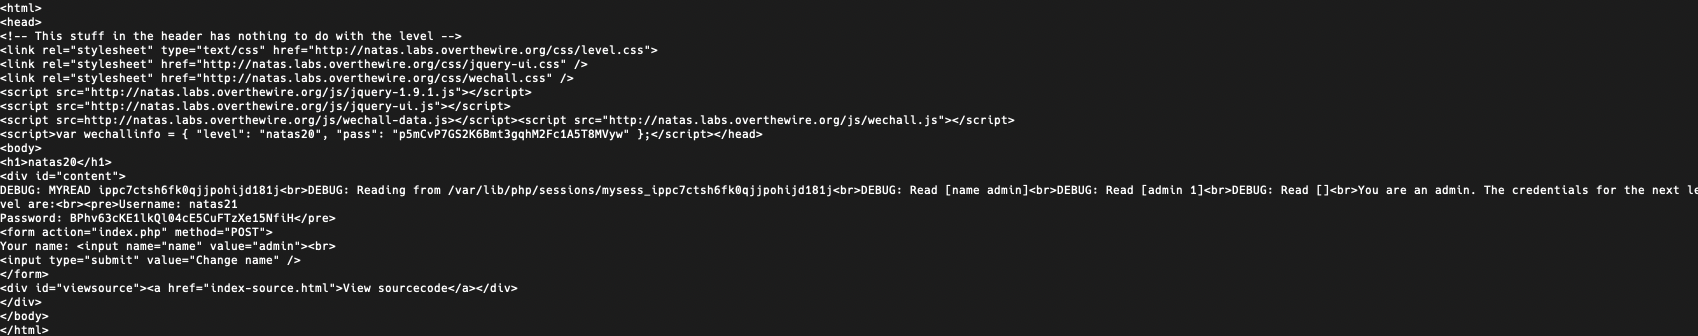 <html>
<head>
<!-- This stuff in the header has nothing to do with the level -->
<link rel="stylesheet" type="text/css" href="http://natas.labs.overthewire.org/css/level.css">
<link rel="stylesheet" href="http://natas.labs.overthewire.org/css/jquery-ui.css" />
<link rel="stylesheet" href="http://natas.labs.overthewire.org/css/wechall.css" />
<script src="http://natas.labs.overthewire.org/js/jquery-1.9.1.js"></script>
<script src="http://natas.labs.overthewire.org/js/jquery-ui.js"></script>
<script src=http://natas.labs.overthewire.org/js/wechall-data.js></script><script src="http://natas.labs.overthewire.org/js/wechall.js"></script>
<script>var wechallinfo = { "level": "natas20", "pass": "p5mCvP7GS2K6Bmt3gqhM2Fc1A5T8MVyw" };</script></head>
<body>
<h1>natas20</h1>
<div id="content">
DEBUG: MYREAD ippc7ctsh6fk0qjjpohijd181j<br>DEBUG: Reading from /var/lib/php/sessions/mysess_ippc7ctsh6fk0qjjpohijd181j<br>DEBUG: Read [name admin]<br>DEBUG: Read [admin 1]<br>DEBUG: Read []<br>You are an admin. The credentials for the next le
vel are:<br><pre>Username: natas21
Password: BPhv63cKE1lkQl04cE5CuFTzXe15NfiH</pre>
<form action="index.php" method="POST">
Your name: <input name="name" value="admin"><br>
<input type="submit" value="Change name" />
</form>
<div id="viewsource"><a href="index-source.html">View sourcecode</a></div>
</div>
</body>
</html>